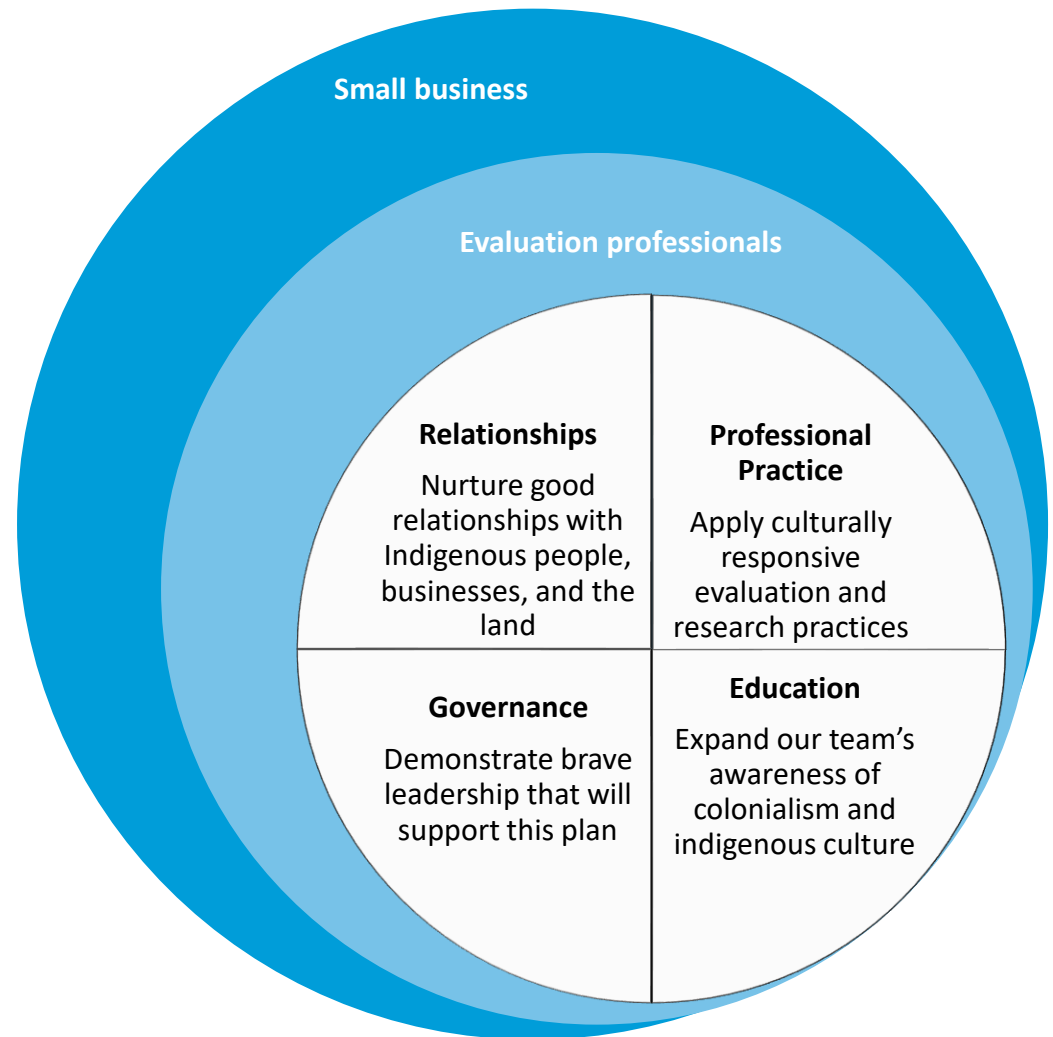 Small business
Evaluation professionals
Relationships
Nurture good
relationships with
Indigenous people,
businesses, and the
land
Professional
Practice
Apply culturally
responsive
evaluation and
research practices
Governance
Demonstrate brave
leadership that will
support this plan
Education
Expand our team’s
awareness of
colonialism and
indigenous culture